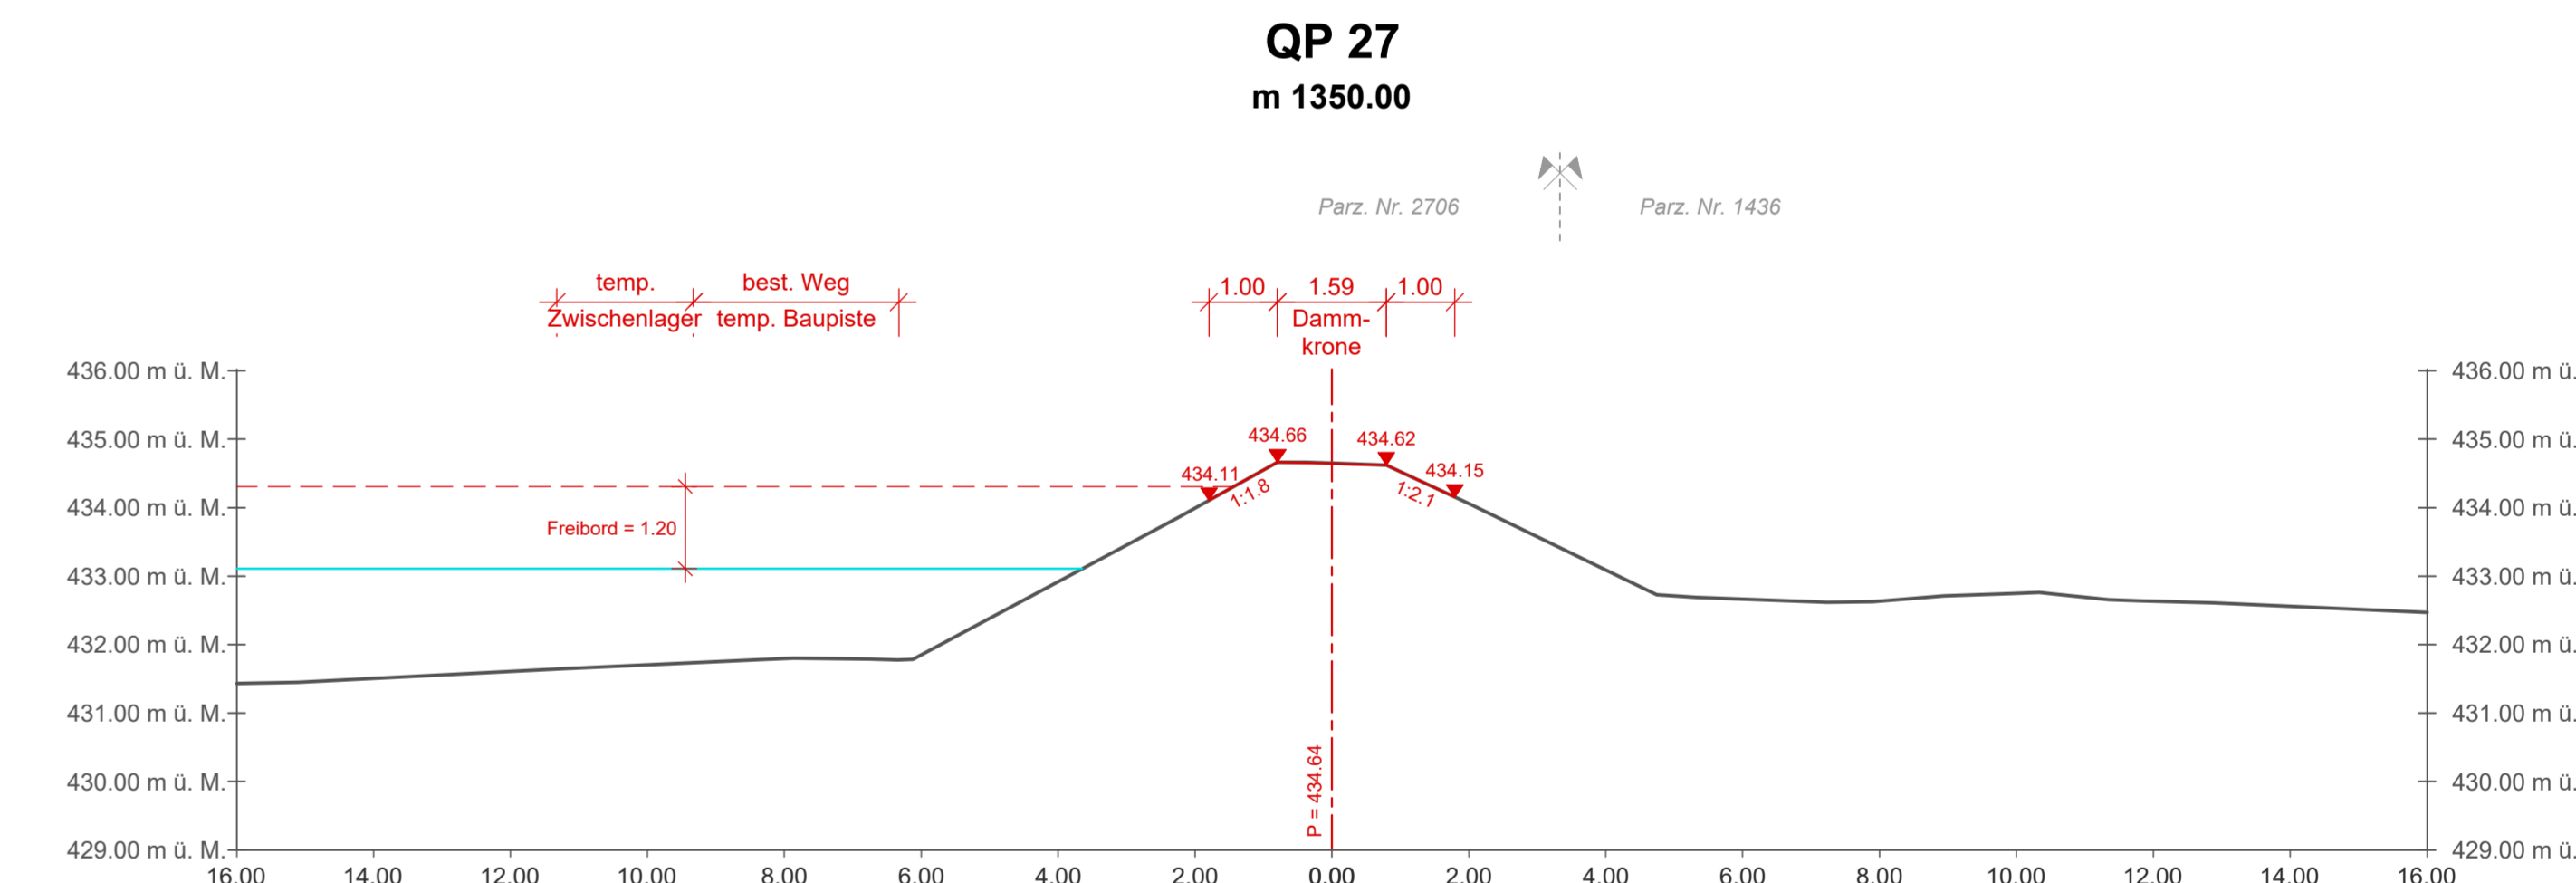 QP 27
m 1350.00
Parz. Nr. 2706
Parz. Nr. 1436
temp.
Zwischenlager
best. Weg
temp. Baupiste
1.00
1.59
1.00
Damm-
krone
436.00 m ü. M.
436.00 m ü.
435.00 m ü. M.
435.00 m ü.
434.66
434.62
434.11
434.15
1:1.8
1:2.1
434.00 m ü. M.
434.00 m ü.
Freibord = 1.20
433.00 m ü. M.
433.00 m ü.
432.00 m ü. M.
432.00 m ü.
431.00 m ü. M.
431.00 m ü.
P = 434.64
430.00 m ü. M.
430.00 m ü.
429.00 m ü. M.
429.00 m ü.
16.00 14.00 12.00 10.00 8.00 6.00 4.00 2.00 0.00 2.00 4.00 6.00 8.00 10.00 12.00 14.00 16.00